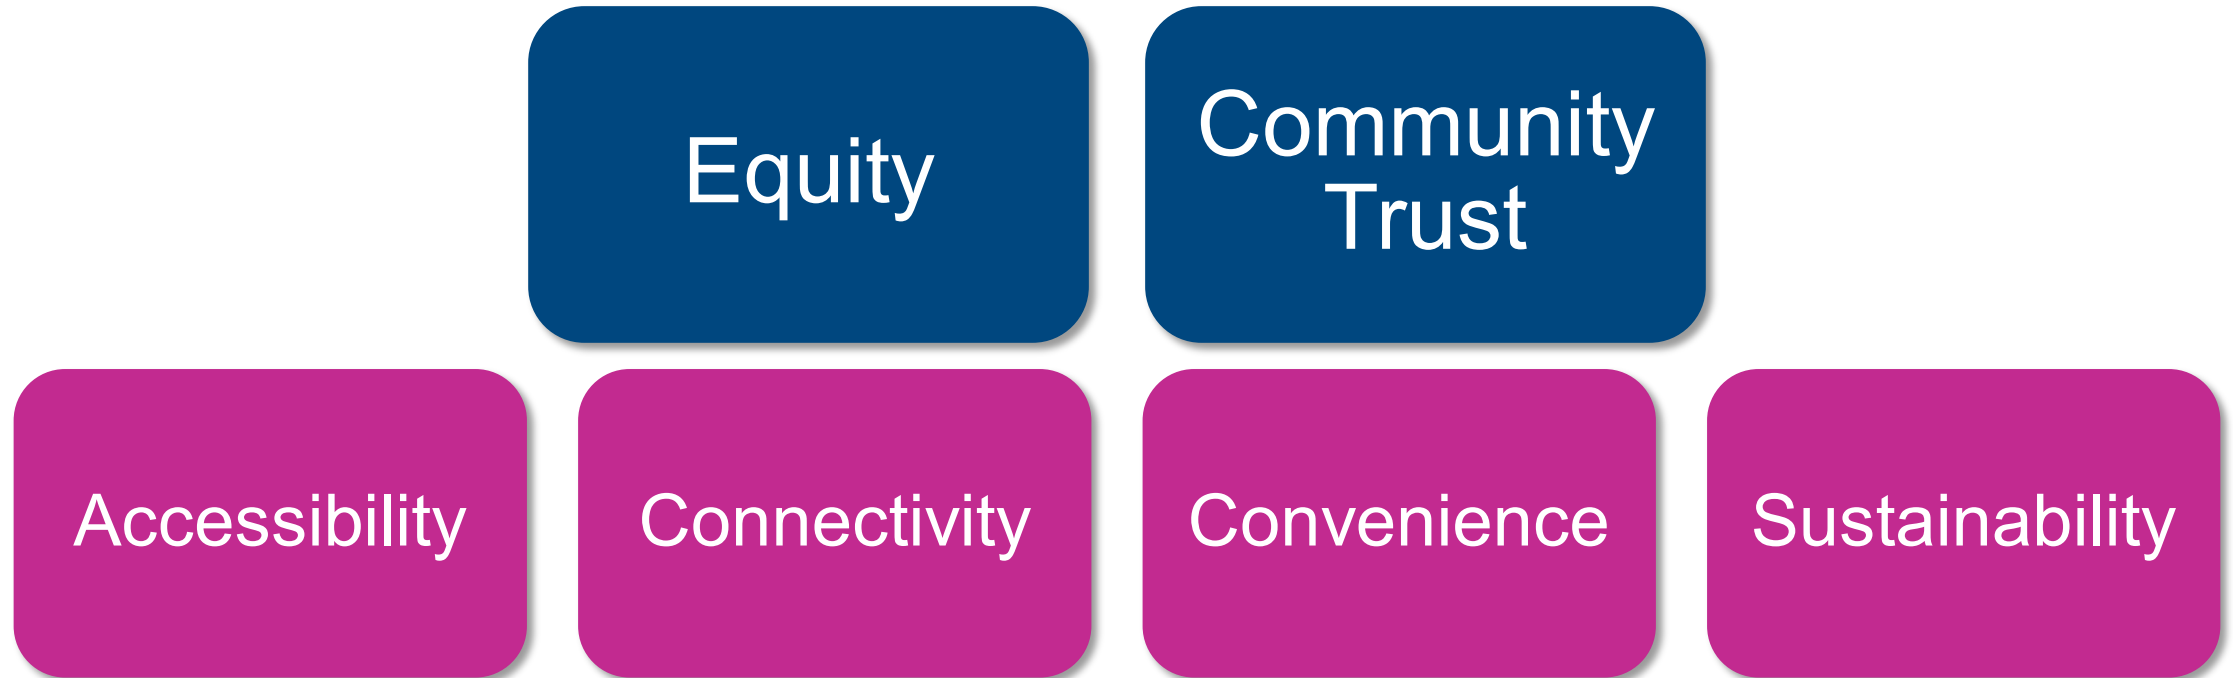 Equity
Community
Trust
Accessibility
Connectivity
Convenience
Sustainability